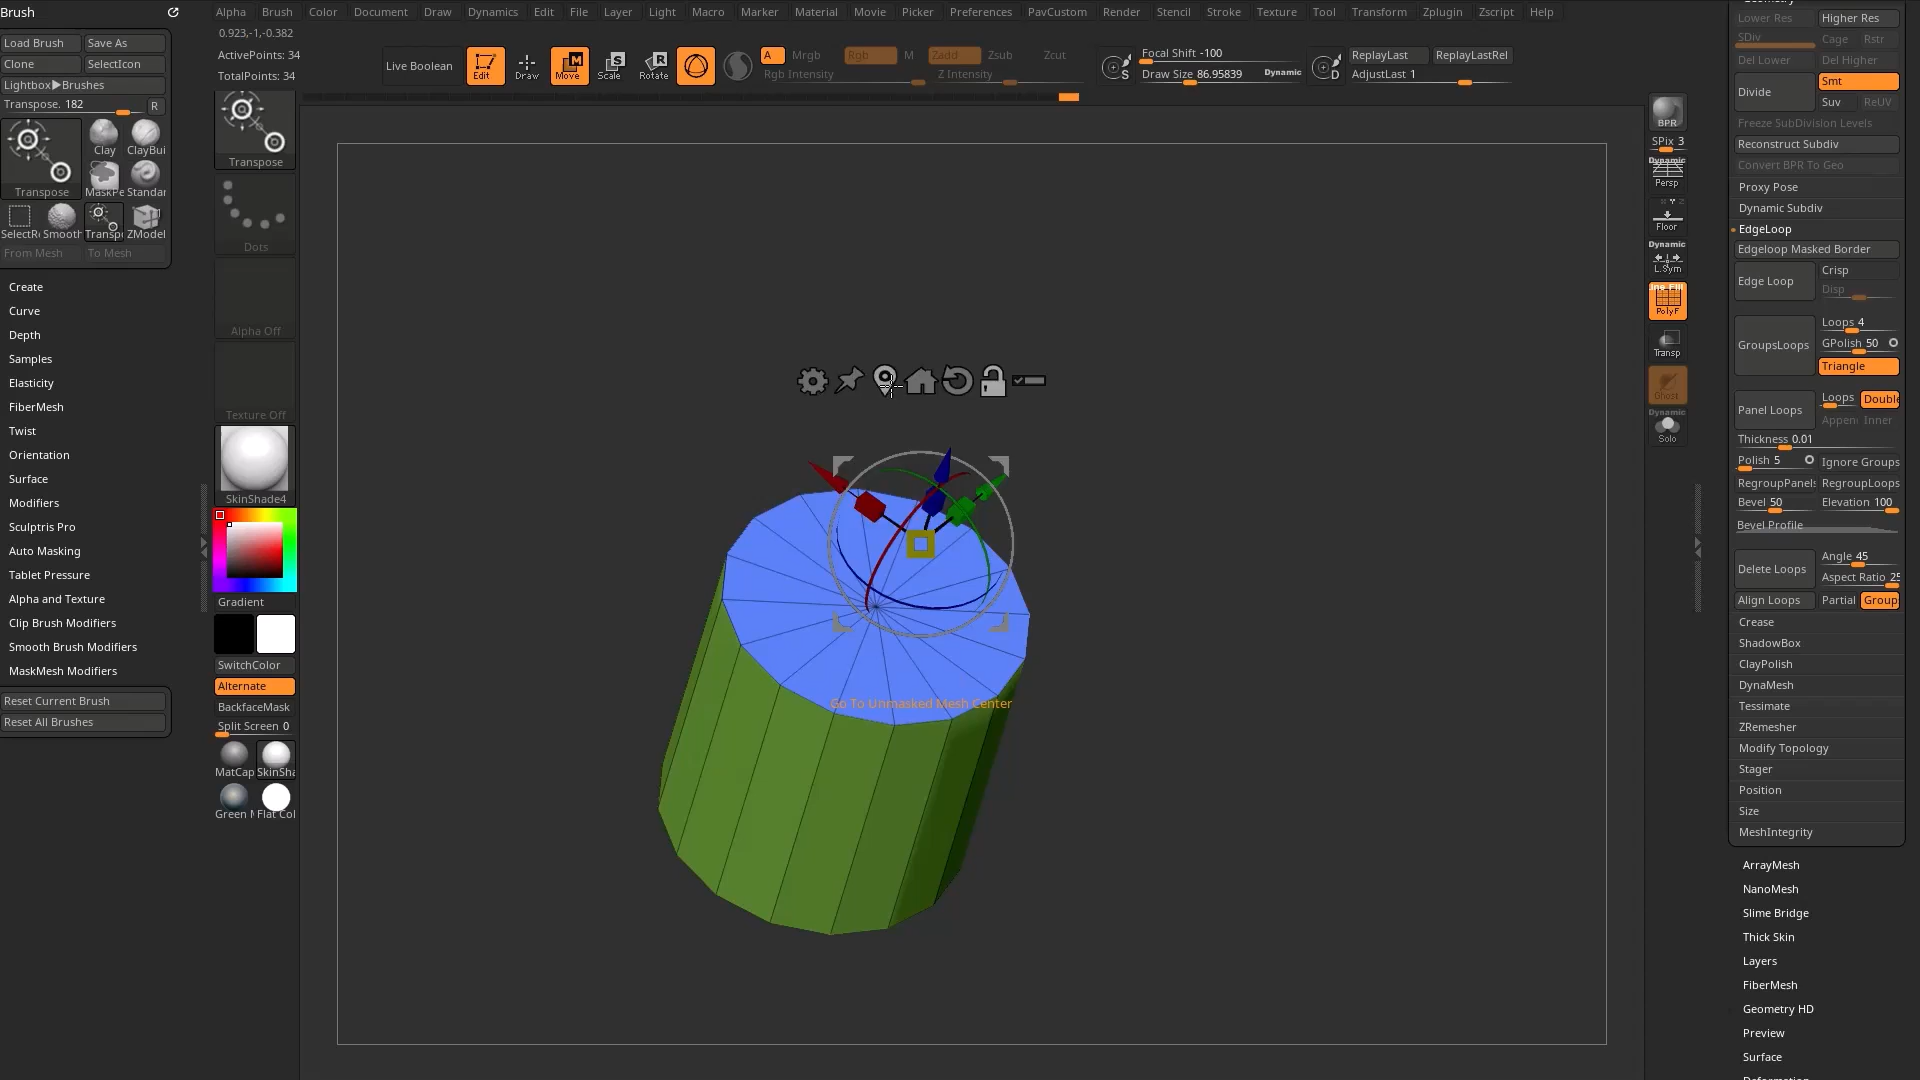 Brush
Load Brush
Save As
Clone
SelectIcon
Lightbox▶Brushes
Transpose. 182
R
Transpose
Clay
ClayBui
MaskPe
Standar
SelectR
Smooth
Transp
ZModel
From Mesh
To Mesh
Create
Curve
Depth
Samples
Elasticity
FiberMesh
Twist
Orientation
Surface
Modifiers
Sculptris Pro
Auto Masking
Tablet Pressure
Alpha and Texture
Clip Brush Modifiers
Smooth Brush Modifiers
MaskMesh Modifiers
Reset Current Brush
Reset All Brushes
Alpha Brush Color Document Draw Dynamics Edit File Layer Light Macro Marker Material Movie Picker Preferences PavCustom Render Stencil Stroke Texture Tool Transform Zplugin Zscript Help
0.923,-1,-0.382
ActivePoints: 34
TotalPoints: 34
Live Boolean
Edit
Draw
Move
M
Scale
S
Rotate
R
A
Mrgb
Rgb
M
Zadd
Zsub
Zcut
Rgb Intensity
Z Intensity
S
Focal Shift -100
Draw Size 86.95839
Dynamic
D
ReplayLast
ReplayLastRel
AdjustLast 1
Transpose
Dots
Alpha Off
Texture Off
SkinShade4
Gradient
SwitchColor
Alternate
BackfaceMask
Split Screen 0
MatCap
SkinSha
Flat Col
Go To Unmasked Mesh Center
BPR
SPix 3
Dynamic
Persp
Floor
Dynamic
L.Sym
PolyF
Transp
Ghost
Dynamic
Solo
Lower Res
Higher Res
SDiv
Cage
Rstr
Del Lower
Del Higher
Divide
Smt
Suv
ReUV
Freeze SubDivision Levels
Reconstruct Subdiv
Convert BPR To Geo
Proxy Pose
Dynamic Subdiv
EdgeLoop
Edgeloop Masked Border
Edge Loop
Crisp
Disp
GroupsLoops
Loops 4
GPolish 50
Triangle
Panel Loops
Loops
Double
Appen
Inner
Thickness 0.01
Polish 5
Ignore Groups
RegroupPanels
RegroupLoops
Bevel 50
Elevation 100
Bevel Profile
Delete Loops
Angle 45
Aspect Ratio 25
Align Loops
Partial
Group
Crease
ShadowBox
ClayPolish
DynaMesh
Tessimate
ZRemesher
Modify Topology
Stager
Position
Size
MeshIntegrity
ArrayMesh
NanoMesh
Slime Bridge
Thick Skin
Layers
FiberMesh
Geometry HD
Preview
Surface